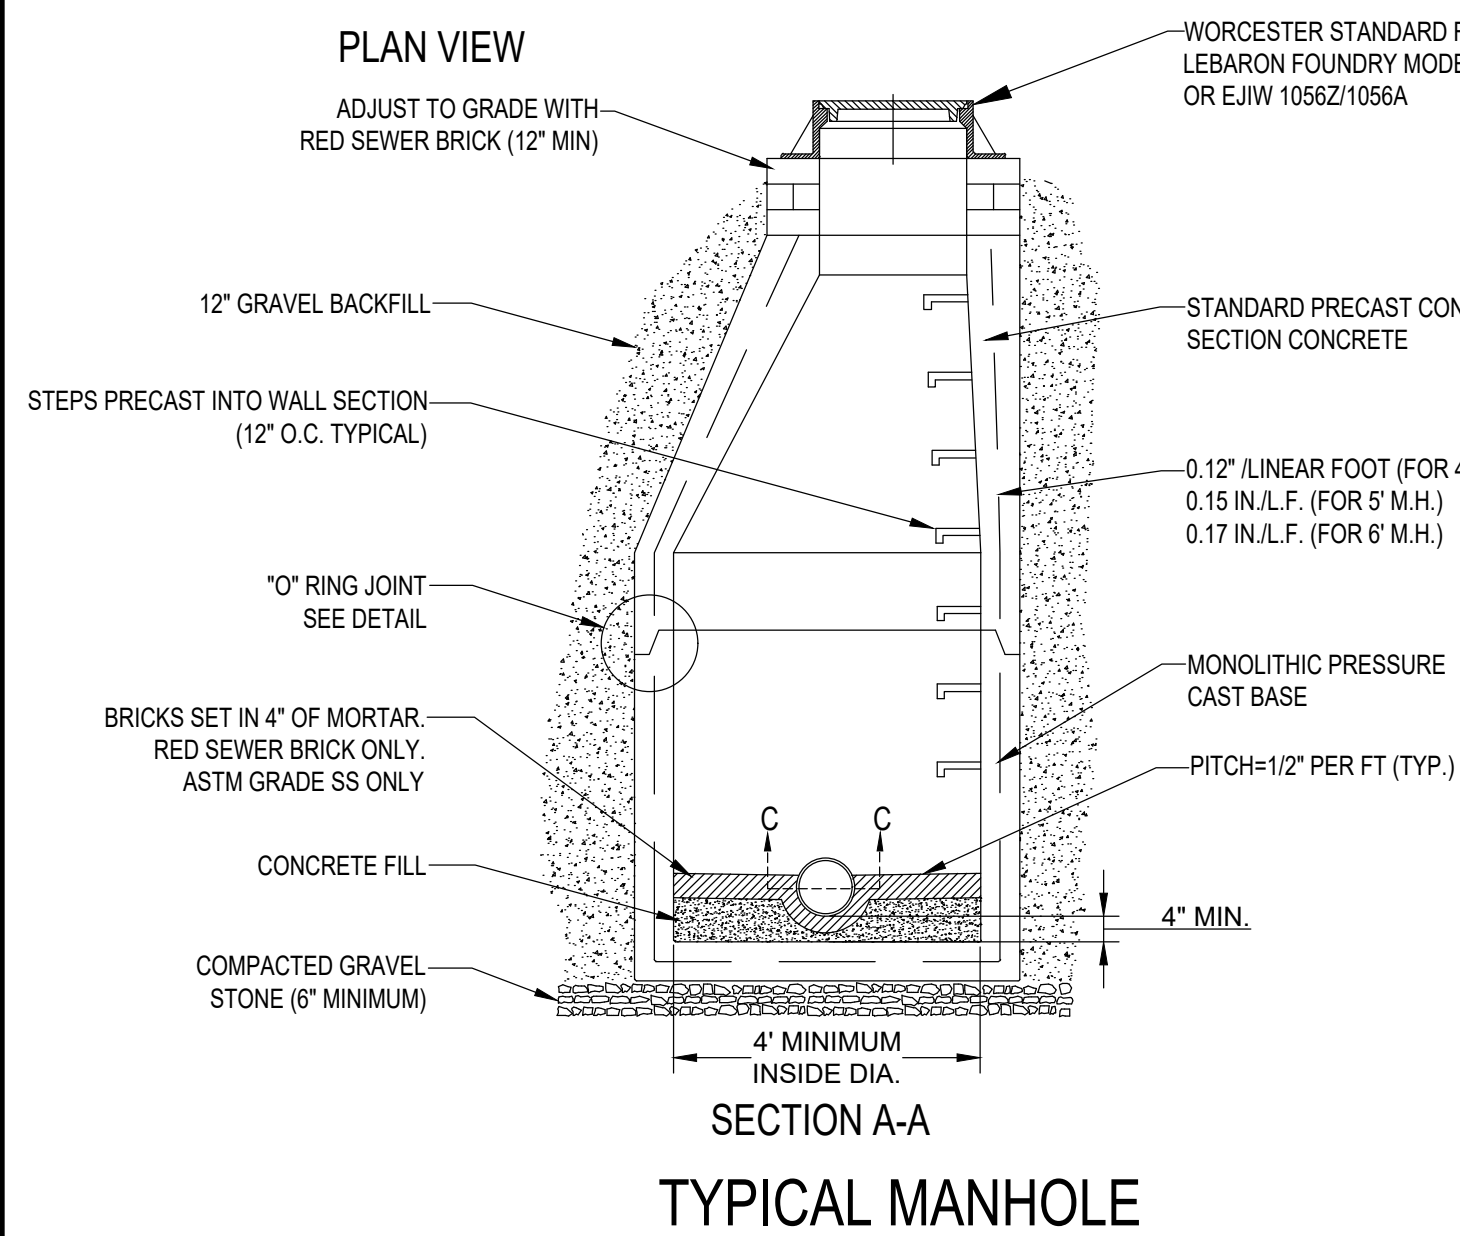 PLAN VIEW
WORCESTER STANDARD
LEBARON FOUNDRY
OR EJIW 1056Z/1056A
ADJUST TO GRADE WITH
RED SEWER BRICK (12" MIN)
12" GRAVEL BACKFILL
STANDARD PRECAST
SECTION CONCRETE
STEPS PRECAST INTO WALL SECTION
(12" O.C. TYPICAL)
0.12" /LINEAR FOOT (FOR
0.15 IN./L.F. (FOR 5' M.H.)
0.17 IN./L.F. (FOR 6' M.H.)
"O" RING JOINT
SEE DETAIL
MONOLITHIC PRESSURE
CAST BASE
BRICKS SET IN 4" OF MORTAR.
RED SEWER BRICK ONLY.
ASTM GRADE SS ONLY
PITCH=1/2" PER FT (TYP.)
C C
CONCRETE FILL
4" MIN.
COMPACTED GRAVEL
STONE (6" MINIMUM)
4' MINIMUM
INSIDE DIA.
SECTION A-A
TYPICAL MANHOLE